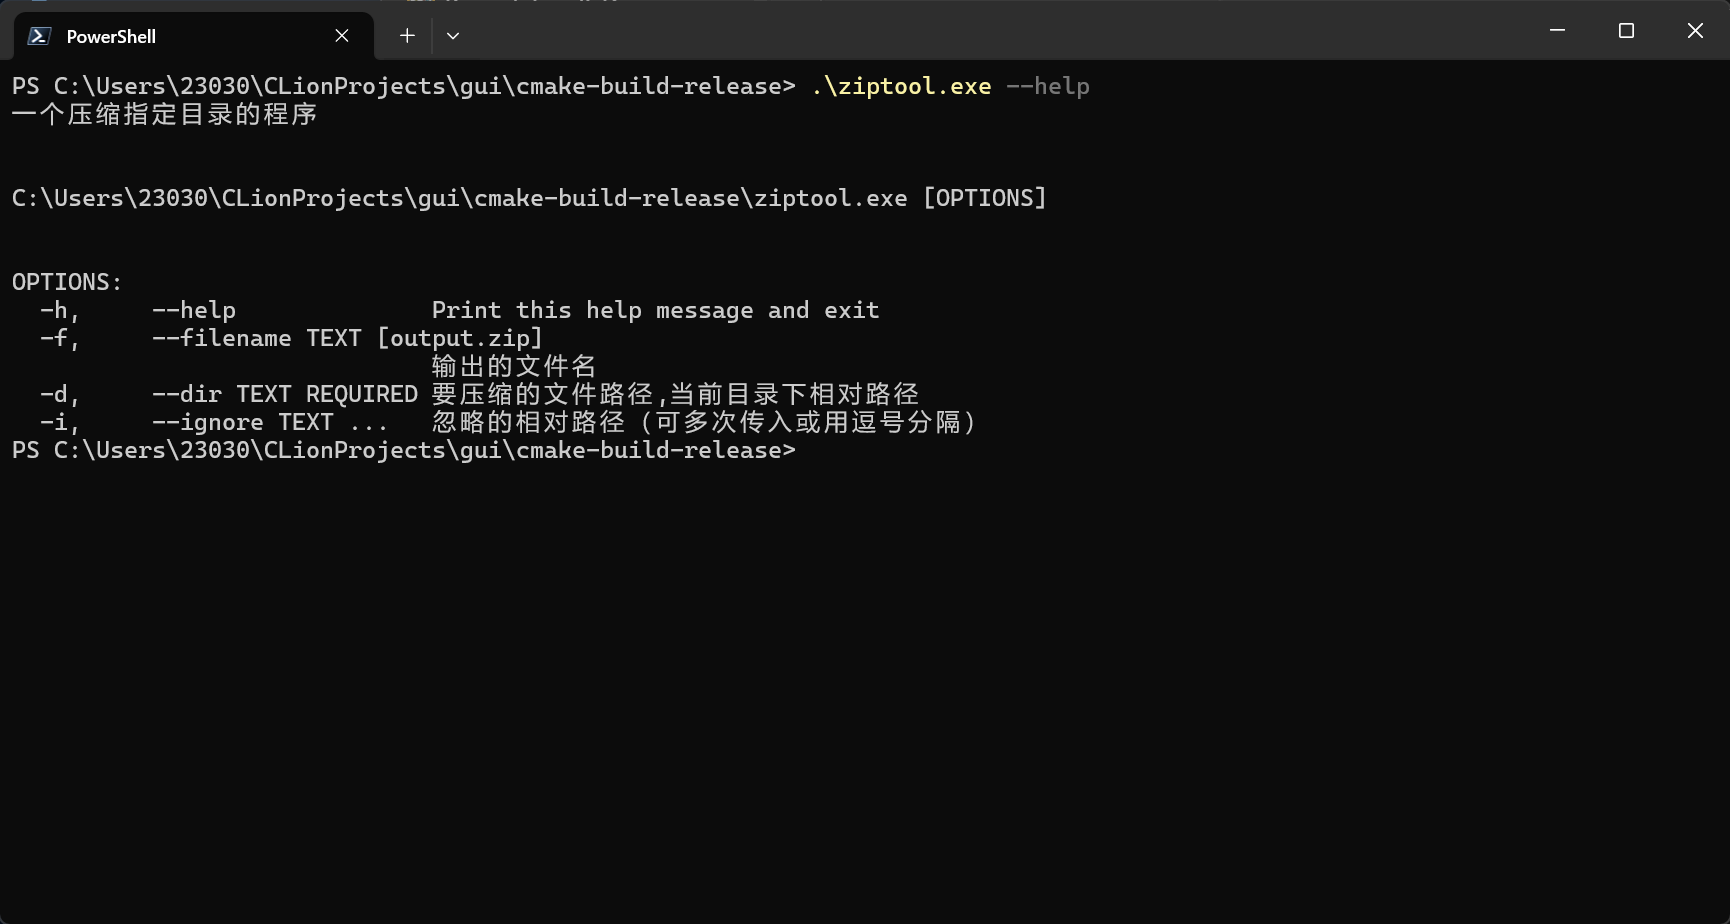 PowerShell
PS C:\Users\23030\CLionProjects\gui\cmake-build-release> .\ziptool.exe --help
一个压缩指定目录的程序
C:\Users\23030\CLionProjects\gui\cmake-build-release\ziptool.exe [OPTIONS]
OPTIONS:
-h, --help Print this help message and exit
-f, --filename TEXT [output.zip]
输出的文件名
-d, --dir TEXT REQUIRED 要压缩的文件路径,当前目录下相对路径
-i, --ignore TEXT ... 忽略的相对路径（可多次传入或用逗号分隔）
PS C:\Users\23030\CLionProjects\gui\cmake-build-release>